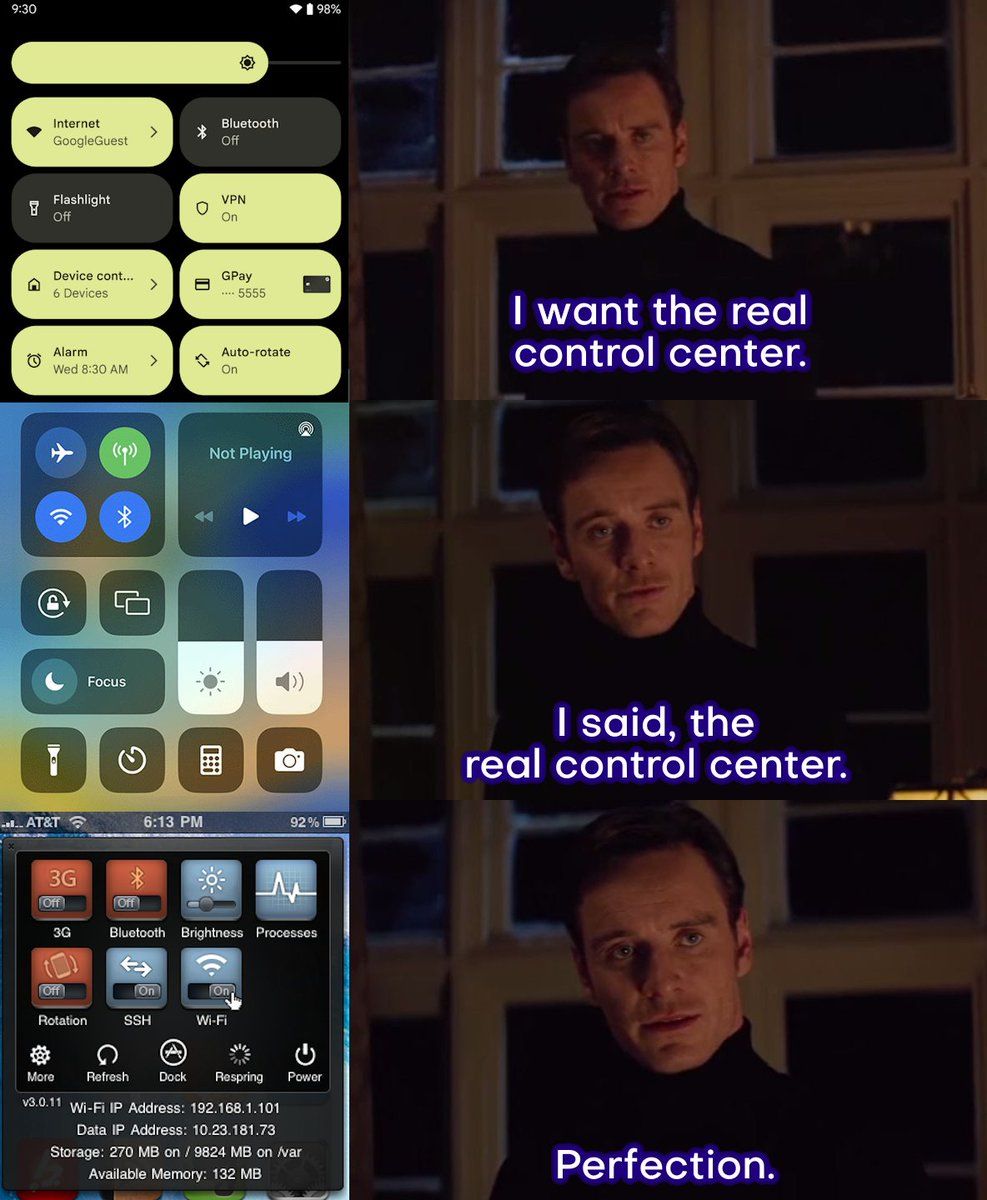 9:30
98%
Internet
GoogleGuest
Bluetooth
Off
Flashlight
Off
VPN
On
Device cont...
6 Devices
GPay
···· 5555
Alarm
Wed 8:30 AM
Auto-rotate
On
I want the real
control center.
Not Playing
Focus
I said, the
real control center.
AT&T
6:13 PM
92%
3G
Off
Off
3G
Bluetooth
Brightness
Processes
Off
On
On
Rotation
SSH
Wi-Fi
More
Refresh
Dock
Respring
Power
v3.0.11
Wi-Fi IP Address: 192.168.1.101
Data IP Address: 10.23.181.73
Storage: 270 MB on / 9824 MB on /var
Available Memory: 132 MB
Perfection.